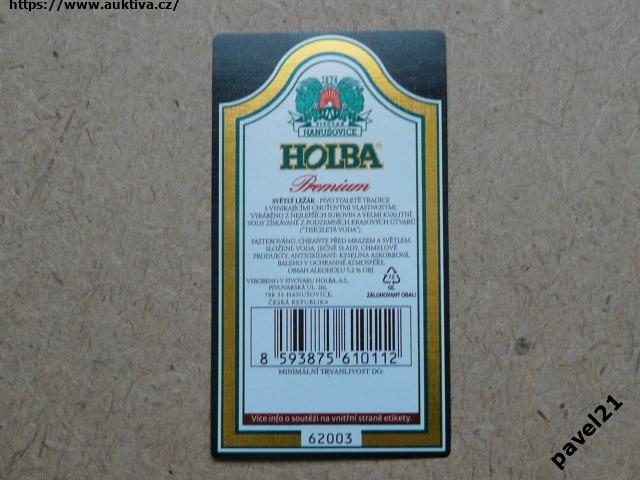 https://www.auktiva.cz/
1874
PIVOVAR
HANUŠOVICE
HOLBA
Premium
SVĚTLÝ LEŽÁK - PIVO STALETÉ TRADICE
S VYNIKAJÍCÍMI CHUŤOVÝMI VLASTNOSTMI.
VYRÁBĚNO Z NEJLEPŠÍCH SUROVIN A VELMI KVALITNÍ
VODY ZÍSKÁVANÉ Z PODZEMNÍCH KRASOVÝCH ÚTVARŮ
("TISÍCILETÁ VODA").
PASTEROVÁNO. CHRAŇTE PŘED MRAZEM A SVĚTLEM.
SLOŽENÍ: VODA, JEČNÉ SLADY, CHMELOVÉ
PRODUKTY, ANTIOXIDANT: KYSELINA ASKORBOVÁ.
BALENO V OCHRANNÉ ATMOSFÉŘE.
OBSAH ALKOHOLU 5,2 % OBJ.
VYROBENO V PIVOVARU HOLBA, A.S.,
PIVOVARSKÁ UL. 261,
788 33 HANUŠOVICE,
ČESKÁ REPUBLIKA
GL
ZÁLOHOVANÝ OBAL!
8 593875 610112
MINIMÁLNÍ TRVANLIVOST DO:
Více info o soutěži na vnitřní straně etikety.
62003
pavel21